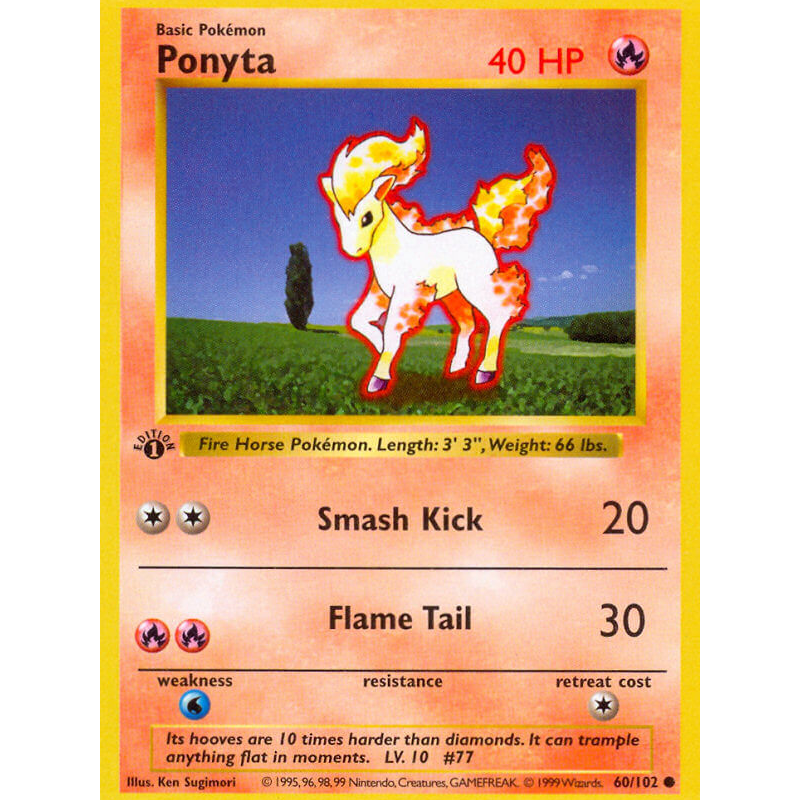 Basic Pokémon
Ponyta 40 HP
EDITION
1
Fire Horse Pokémon. Length: 3' 3", Weight: 66 lbs.
Smash Kick 20
Flame Tail 30
weakness resistance retreat cost
Its hooves are 10 times harder than diamonds. It can trample
anything flat in moments. LV. 10 #77
Illus. Ken Sugimori © 1995, 96, 98, 99 Nintendo, Creatures, GAMEFREAK. © 1999 Wizards. 60/102